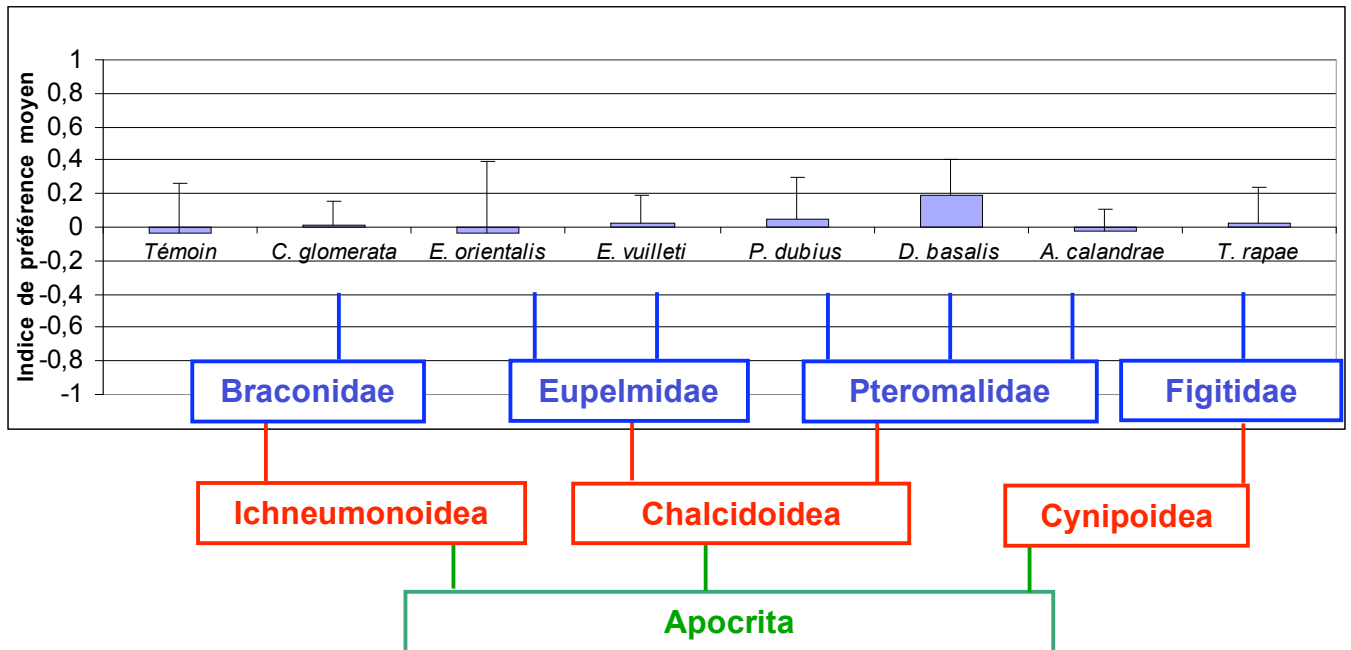 Indice de préférence moyen
1
0,8
0,6
0,4
0,2
0
-0,2
-0,4
-0,6
-0,8
-1
Témoin C. glomerata E. orientalis E. vuilleti P. dubius D. basalis A. calandrae T. rapae
Braconidae Eupelmidae Pteromalidae Figitidae
Ichneumonoidea Chalcidoidea Cynipoidea
Apocrita